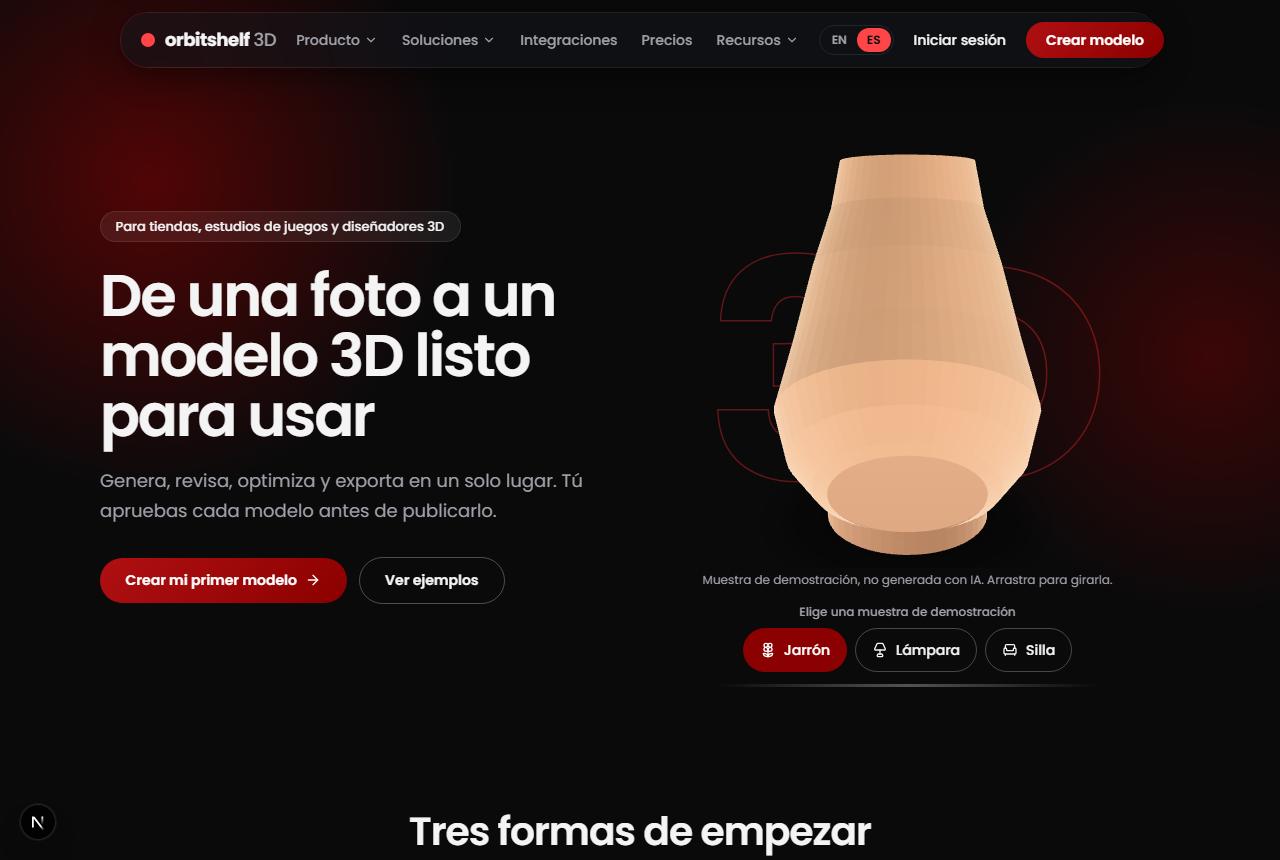 orbitshelf 3D Producto Soluciones Integraciones Precios Recursos EN ES Iniciar sesión Crear modelo
Para tiendas, estudios de juegos y diseñadores 3D
De una foto a un
modelo 3D listo
para usar
Genera, revisa, optimiza y exporta en un solo lugar. Tú
apruebas cada modelo antes de publicarlo.
Crear mi primer modelo → Ver ejemplos
3D
Muestra de demostración, no generada con IA. Arrastra para girarla.
Elige una muestra de demostración
Jarrón Lámpara Silla
N
Tres formas de empezar